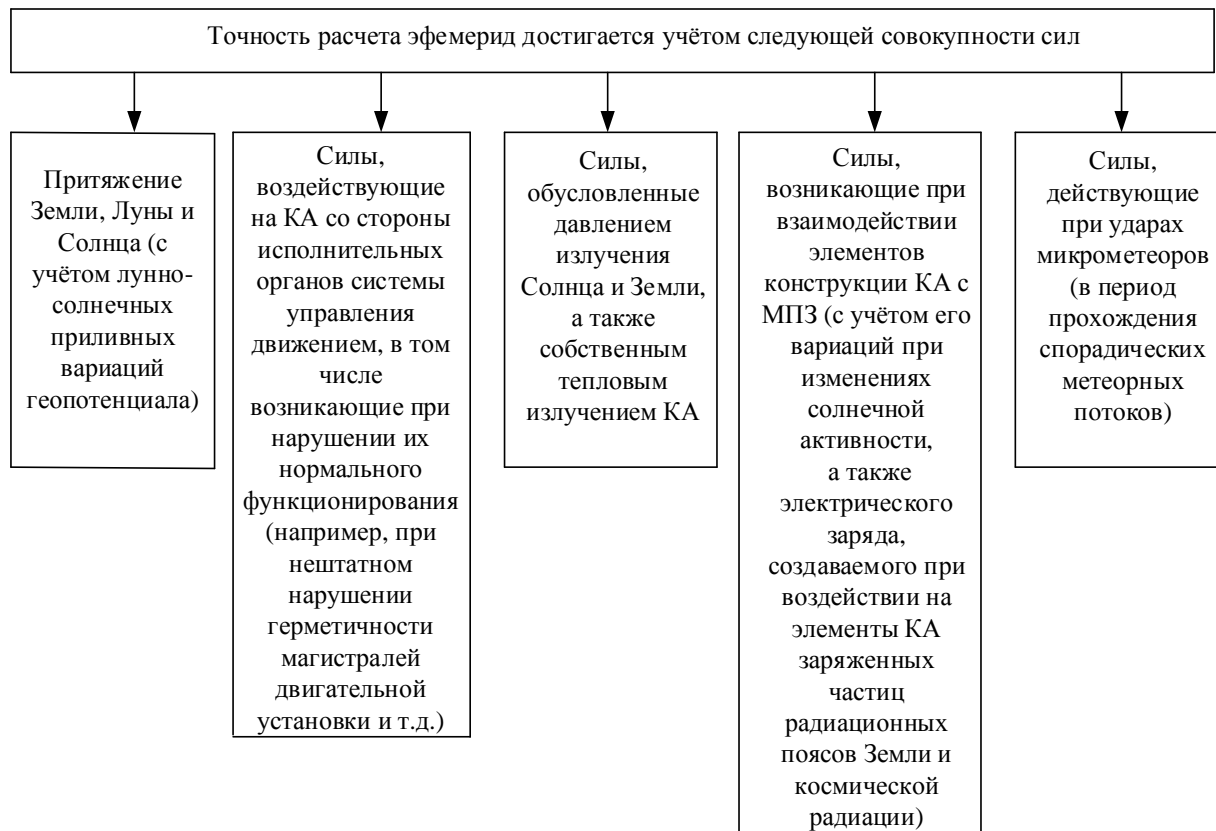 Точность расчета эфемерид достигается учётом следующей совокупности сил
Притяжение
Земли, Луны и
Солнца (с
учётом лунно-
солнечных
приливных
вариаций
геопотенциала)
Силы,
воздействующие
на КА со стороны
исполнительных
органов системы
управления
движением, в том
числе
возникающие при
нарушении их
нормального
функционирования
(например, при
нештатном
нарушении
герметичности
магистралей
двигательной
установки и т.д.)
Силы,
обусловленные
давлением
излучения
Солнца и Земли,
а также
собственным
тепловым
излучением КА
Силы,
возникающие при
взаимодействии
элементов
конструкции КА с
МПЗ (с учётом его
вариаций при
изменениях
солнечной
активности,
а также
электрического
заряда,
создаваемого при
воздействии на
элементы КА
заряженных
частиц
радиационных
поясов Земли и
космической
радиации)
Силы,
действующие
при ударах
микрометеоров
(в период
прохождения
спорадических
метеорных
потоков)